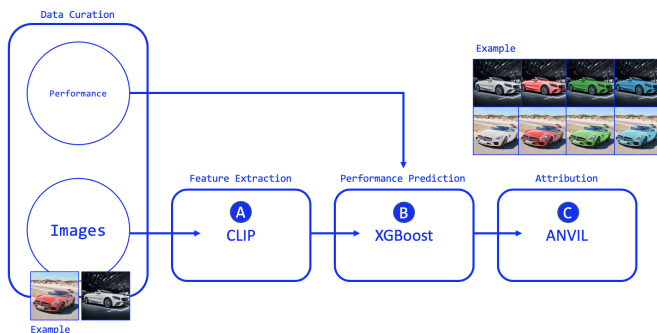 Data Curation
Performance
Images
Example
Feature Extraction
A
CLIP
Performance Prediction
B
XGBoost
Example
Attribution
C
ANVIL